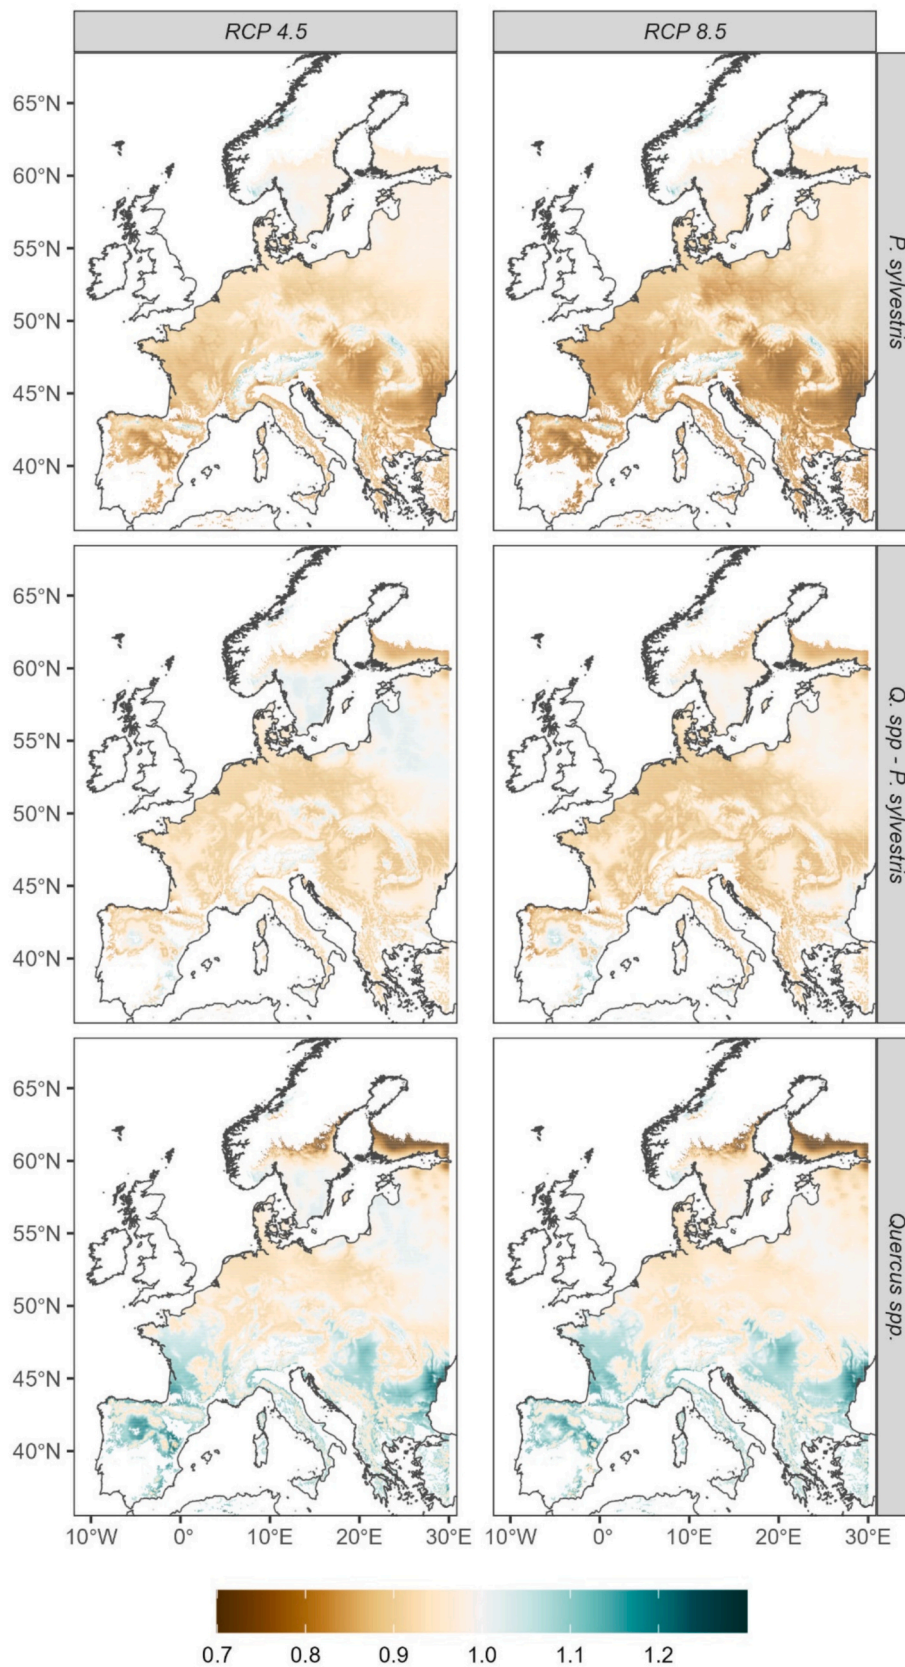 RCP 4.5
RCP 8.5
65°N
60°N
55°N
50°N
45°N
40°N
P. sylvestris
65°N
60°N
55°N
50°N
45°N
40°N
Q. spp - P. sylvestris
65°N
60°N
55°N
50°N
45°N
40°N
Quercus spp.
10°W
0°
10°E
20°E
30°E
10°W
0°
10°E
20°E
30°E
0.7
0.8
0.9
1.0
1.1
1.2